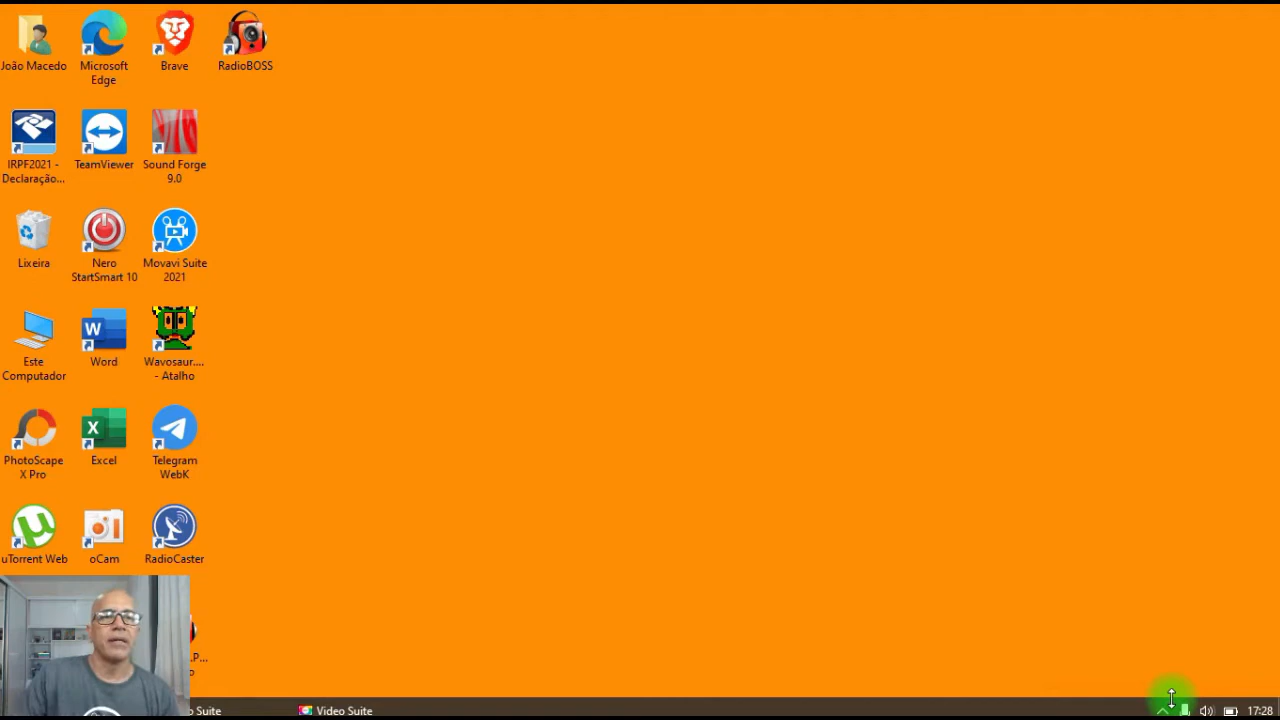 João Macedo
Microsoft
Edge
Brave
RadioBOSS
IRPF2021 -
Declaração...
TeamViewer
Sound Forge
9.0
Lixeira
Nero
StartSmart 10
Movavi Suite
2021
Este
Computador
Word
Wavosaur....
- Atalho
PhotoScape
X Pro
Excel
Telegram
WebK
uTorrent Web
oCam
RadioCaster
.P...
o
o Suite
Video Suite
17:28